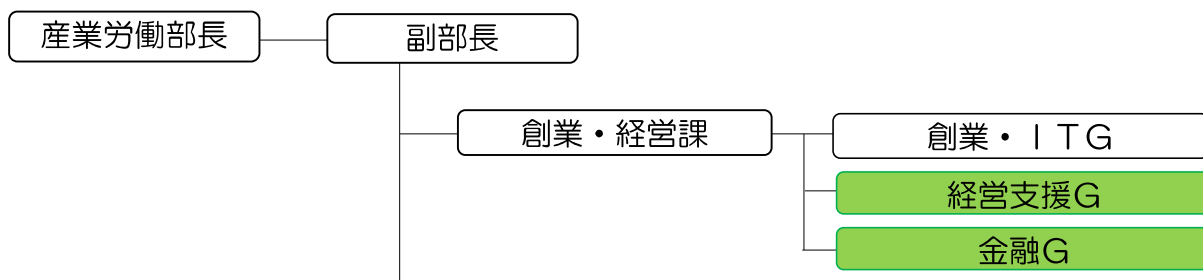 産業労働部長
副部長
創業・経営課
創業・ＩＴＧ
経営支援Ｇ
金融Ｇ